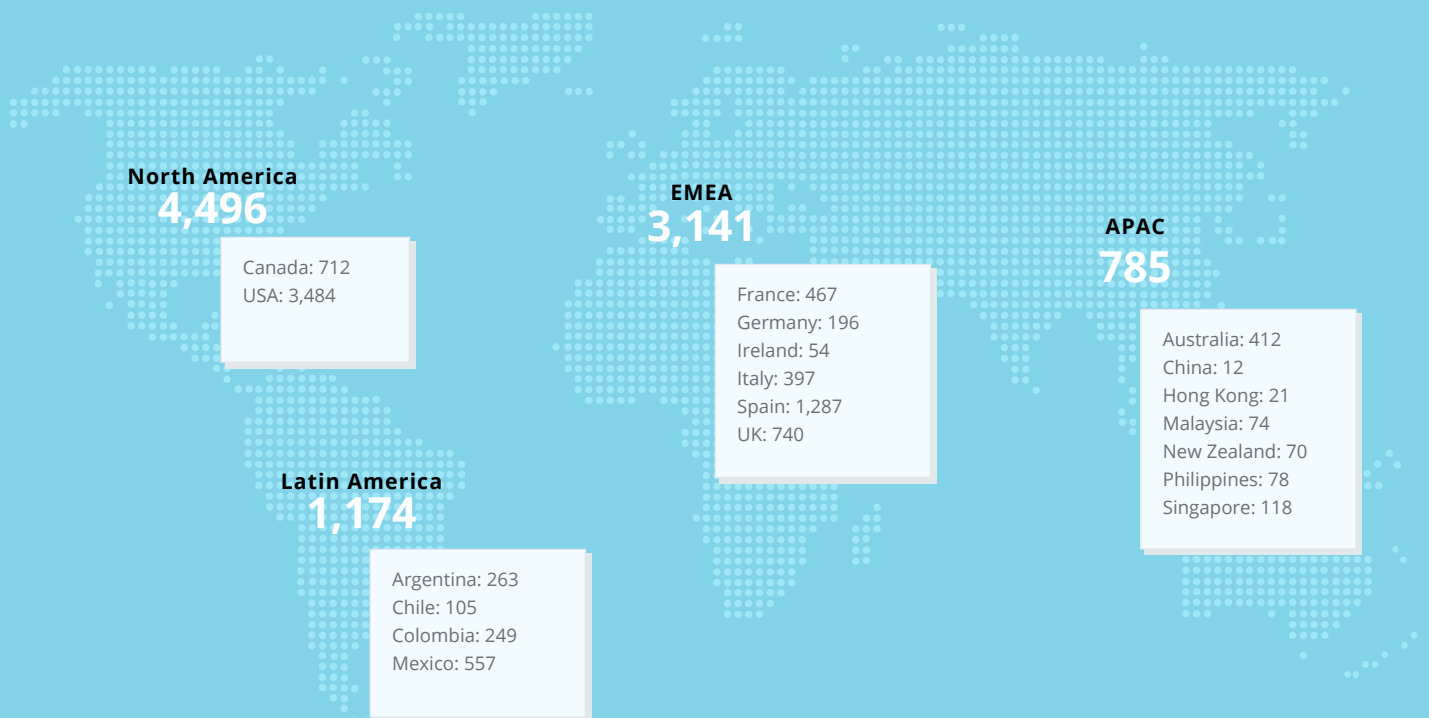 North America
4,496
Canada: 712
USA: 3,484
EMEA
3,141
France: 467
Germany: 196
Ireland: 54
Italy: 397
Spain: 1,287
UK: 740
APAC
785
Australia: 412
China: 12
Hong Kong: 21
Malaysia: 74
New Zealand: 70
Philippines: 78
Singapore: 118
Latin America
1,174
Argentina: 263
Chile: 105
Colombia: 249
Mexico: 557